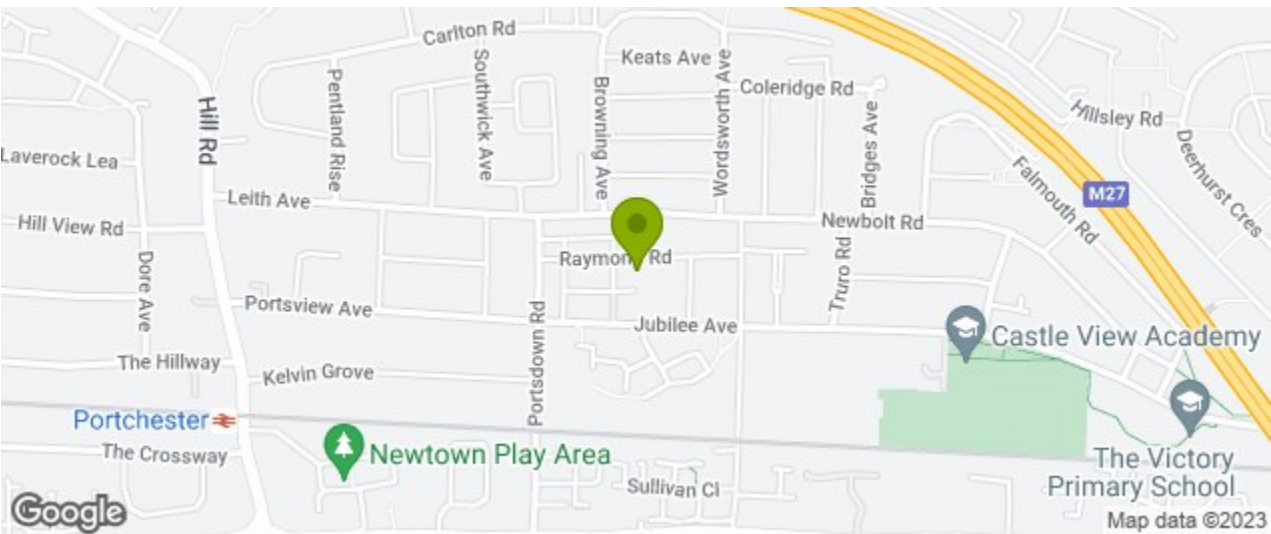 Carlton Rd
Keats Ave
Southwick Ave
Pentland Rise
Browning Ave
Wordsworth Ave
Coleridge Rd
Hill Rd
Bridges Ave
Hillsley Rd
Deerhurst Cres
Laverock Lea
Falmouth Rd
M27
Leith Ave
Hill View Rd
Newbolt Rd
Raymond Rd
Dore Ave
Truro Rd
Portsview Ave
Portsdown Rd
Jubilee Ave
Castle View Academy
The Hillway
Kelvin Grove
Portchester
The Crossway
Newtown Play Area
Sullivan Cl
The Victory
Primary School
Google
Map data ©2023